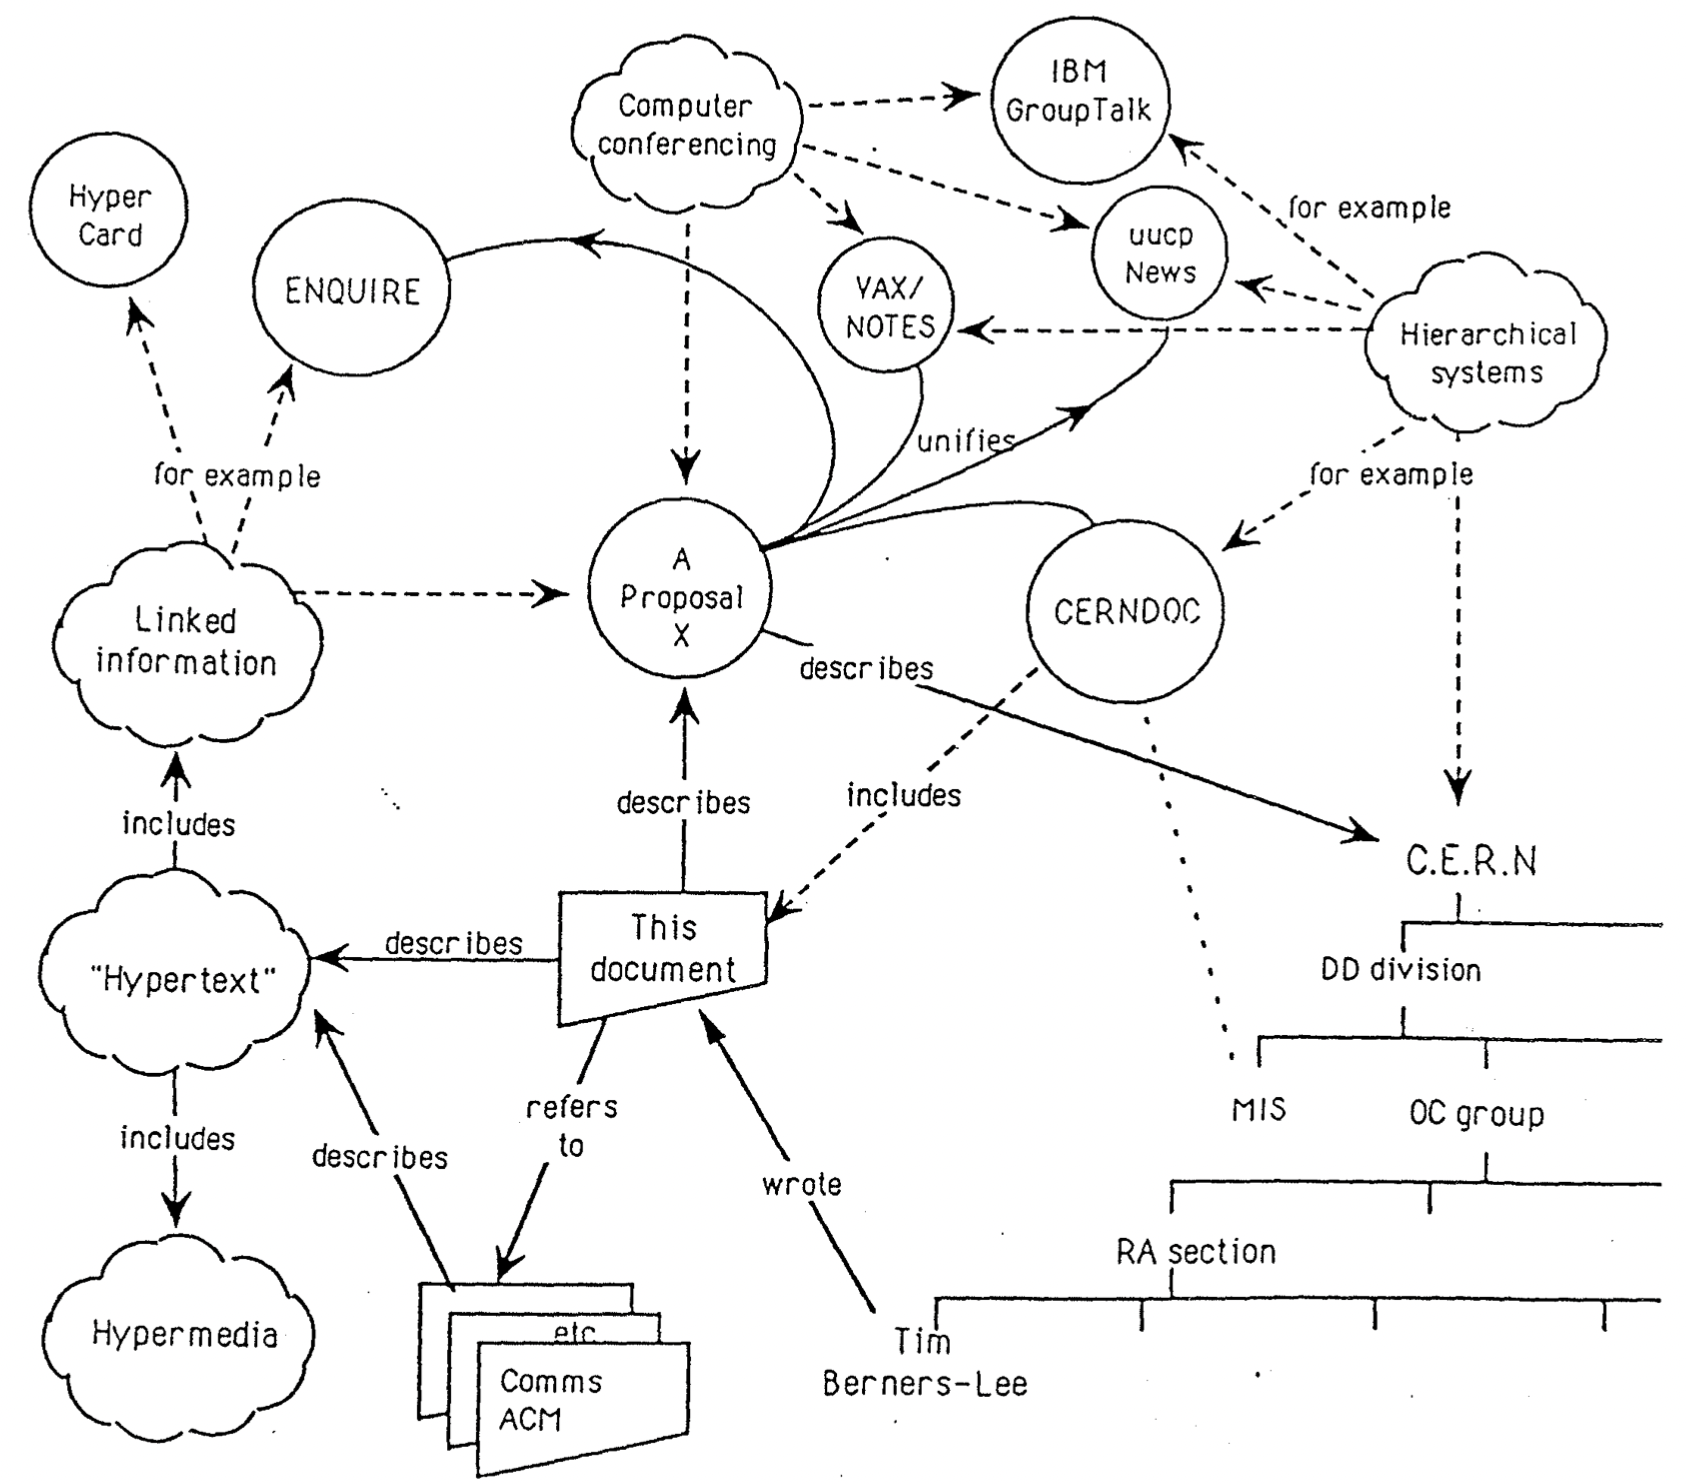 IBM
GroupTalk
Computer
conferencing
Hyper
Card
for example
uucp
News
ENQUIRE
VAX/
NOTES
Hierarchical
systems
unifies
for example
for example
A
Proposal
X
CERNDOC
Linked
information
describes
includes
describes
includes
C.E.R.N
This
document
describes
"Hypertext"
DD division
refers
to
MIS
OC group
includes
describes
wrote
RA section
Hypermedia
etc
Tim
Berners-Lee
Comms
ACM